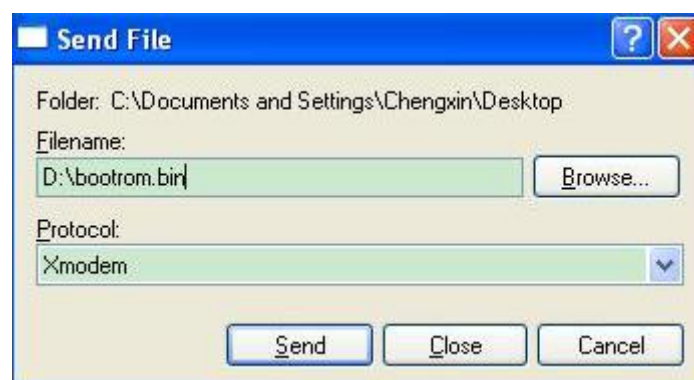 Send File
Folder: C:\Documents and Settings\Chengxin\Desktop
Filename:
D:\bootrom.bin
Browse...
Protocol:
Xmodem
Send Close Cancel